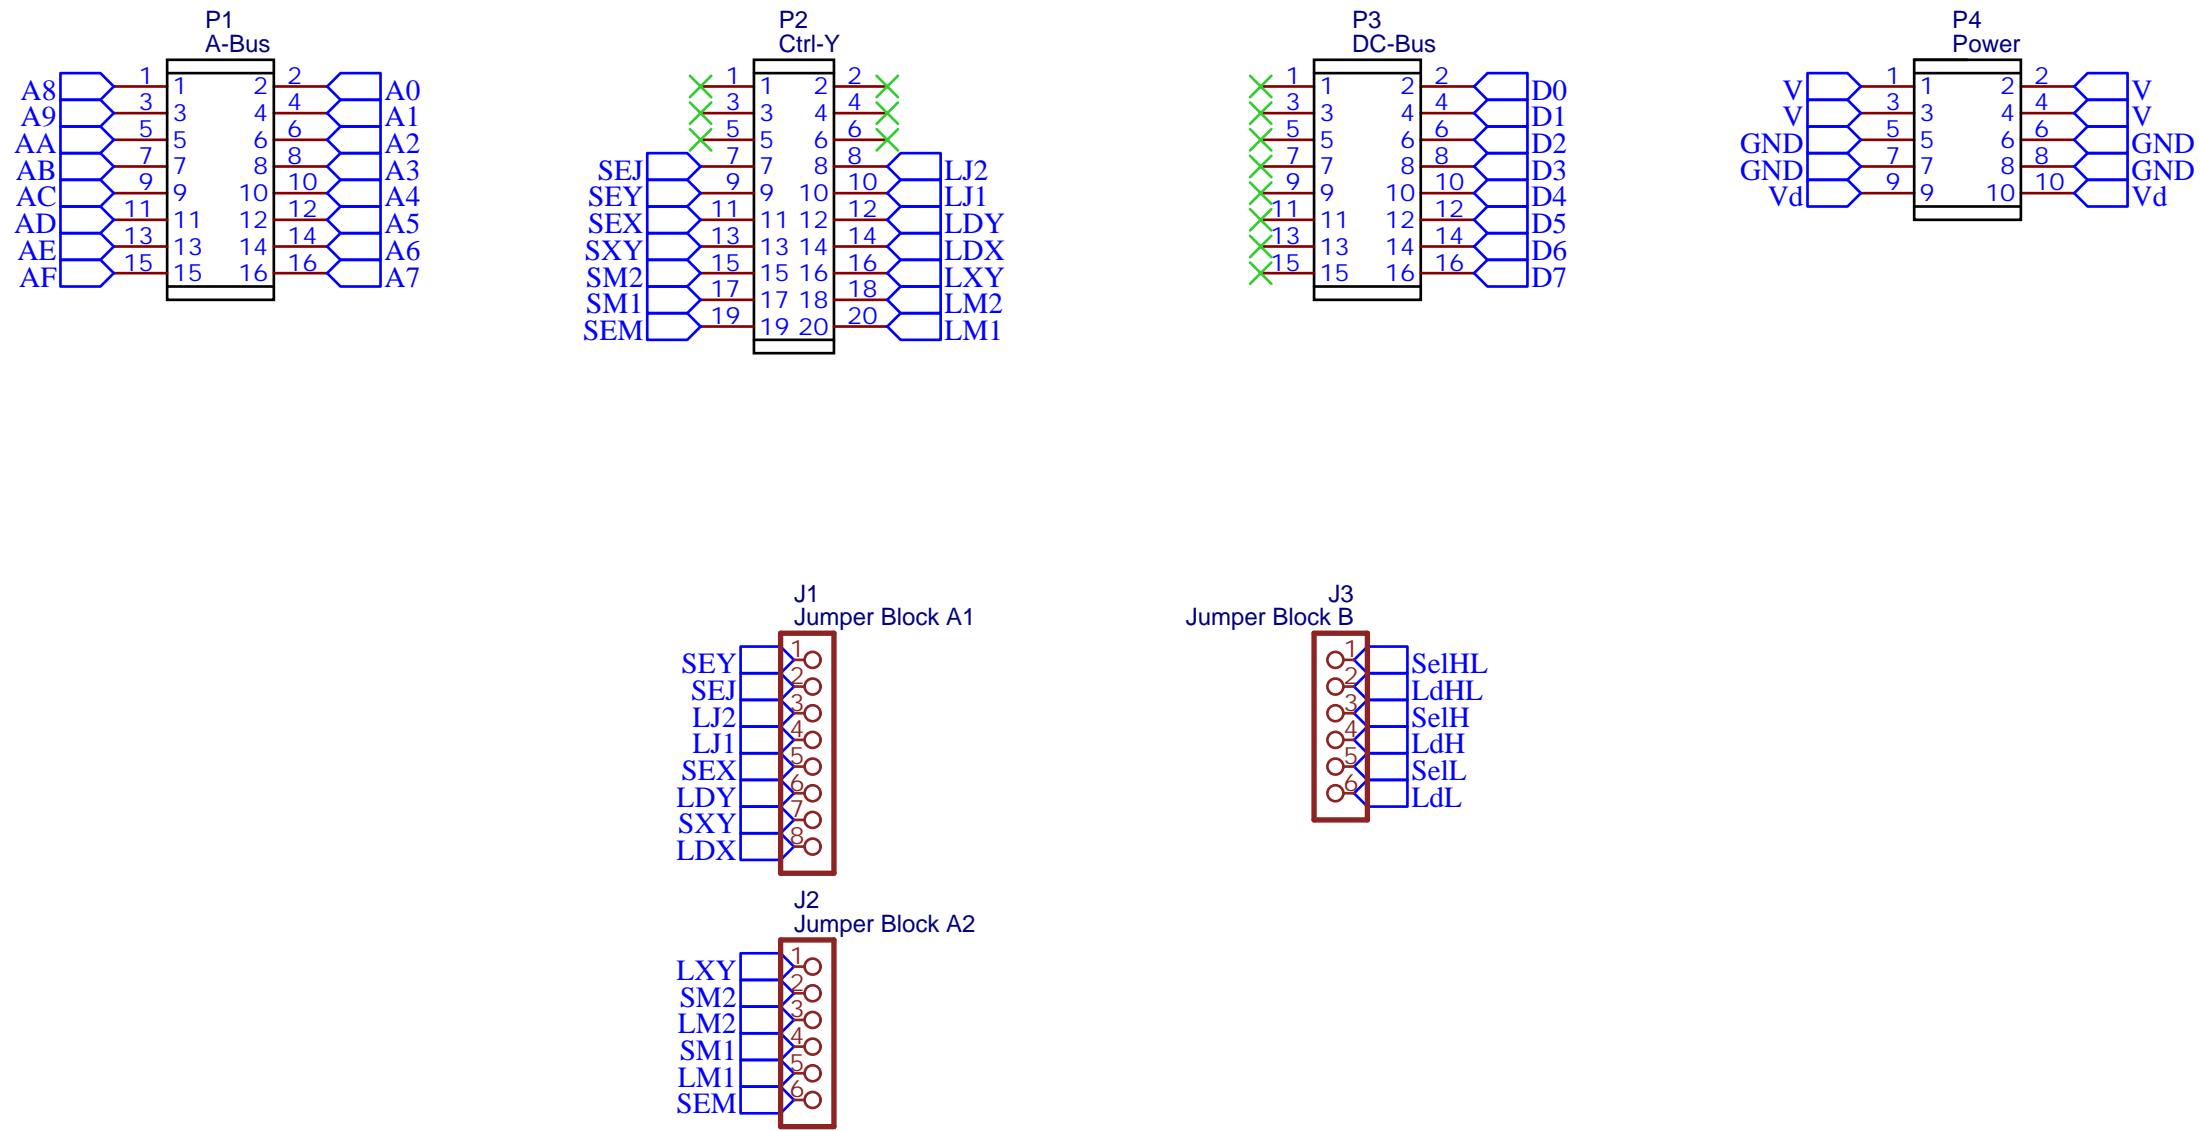 P1
A-Bus
A8 1 1 2 2 A0
A9 3 3 4 4 A1
AA 5 5 6 6 A2
AB 7 7 8 8 A3
AC 9 9 10 10 A4
AD 11 11 12 12 A5
AE 13 13 14 14 A6
AF 15 15 16 16 A7
P2
Ctrl-Y
1 1 2 2
3 3 4 4
5 5 6 6
SEJ 7 7 8 8 LJ2
SEY 9 9 10 10 LJ1
SEX 11 11 12 12 LDY
SXY 13 13 14 14 LDX
SM2 15 15 16 16 LXY
SM1 17 17 18 18 LM2
SEM 19 19 20 20 LM1
P3
DC-Bus
1 1 2 2 D0
3 3 4 4 D1
5 5 6 6 D2
7 7 8 8 D3
9 9 10 10 D4
11 11 12 12 D5
13 13 14 14 D6
15 15 16 16 D7
P4
Power
V 1 1 2 2 V
V 3 3 4 4 V
GND 5 5 6 6 GND
GND 7 7 8 8 GND
Vd 9 9 10 10 Vd
J1
Jumper Block A1
SEY 1
SEJ 2
LJ2 3
LJ1 4
SEX 5
LDY 6
SXY 7
LDX 8
J3
Jumper Block B
1 SelHL
2 LdHL
3 SelH
4 LdH
5 SelL
6 LdL
J2
Jumper Block A2
LXY 1
SM2 2
LM2 3
SM1 4
LM1 5
SEM 6